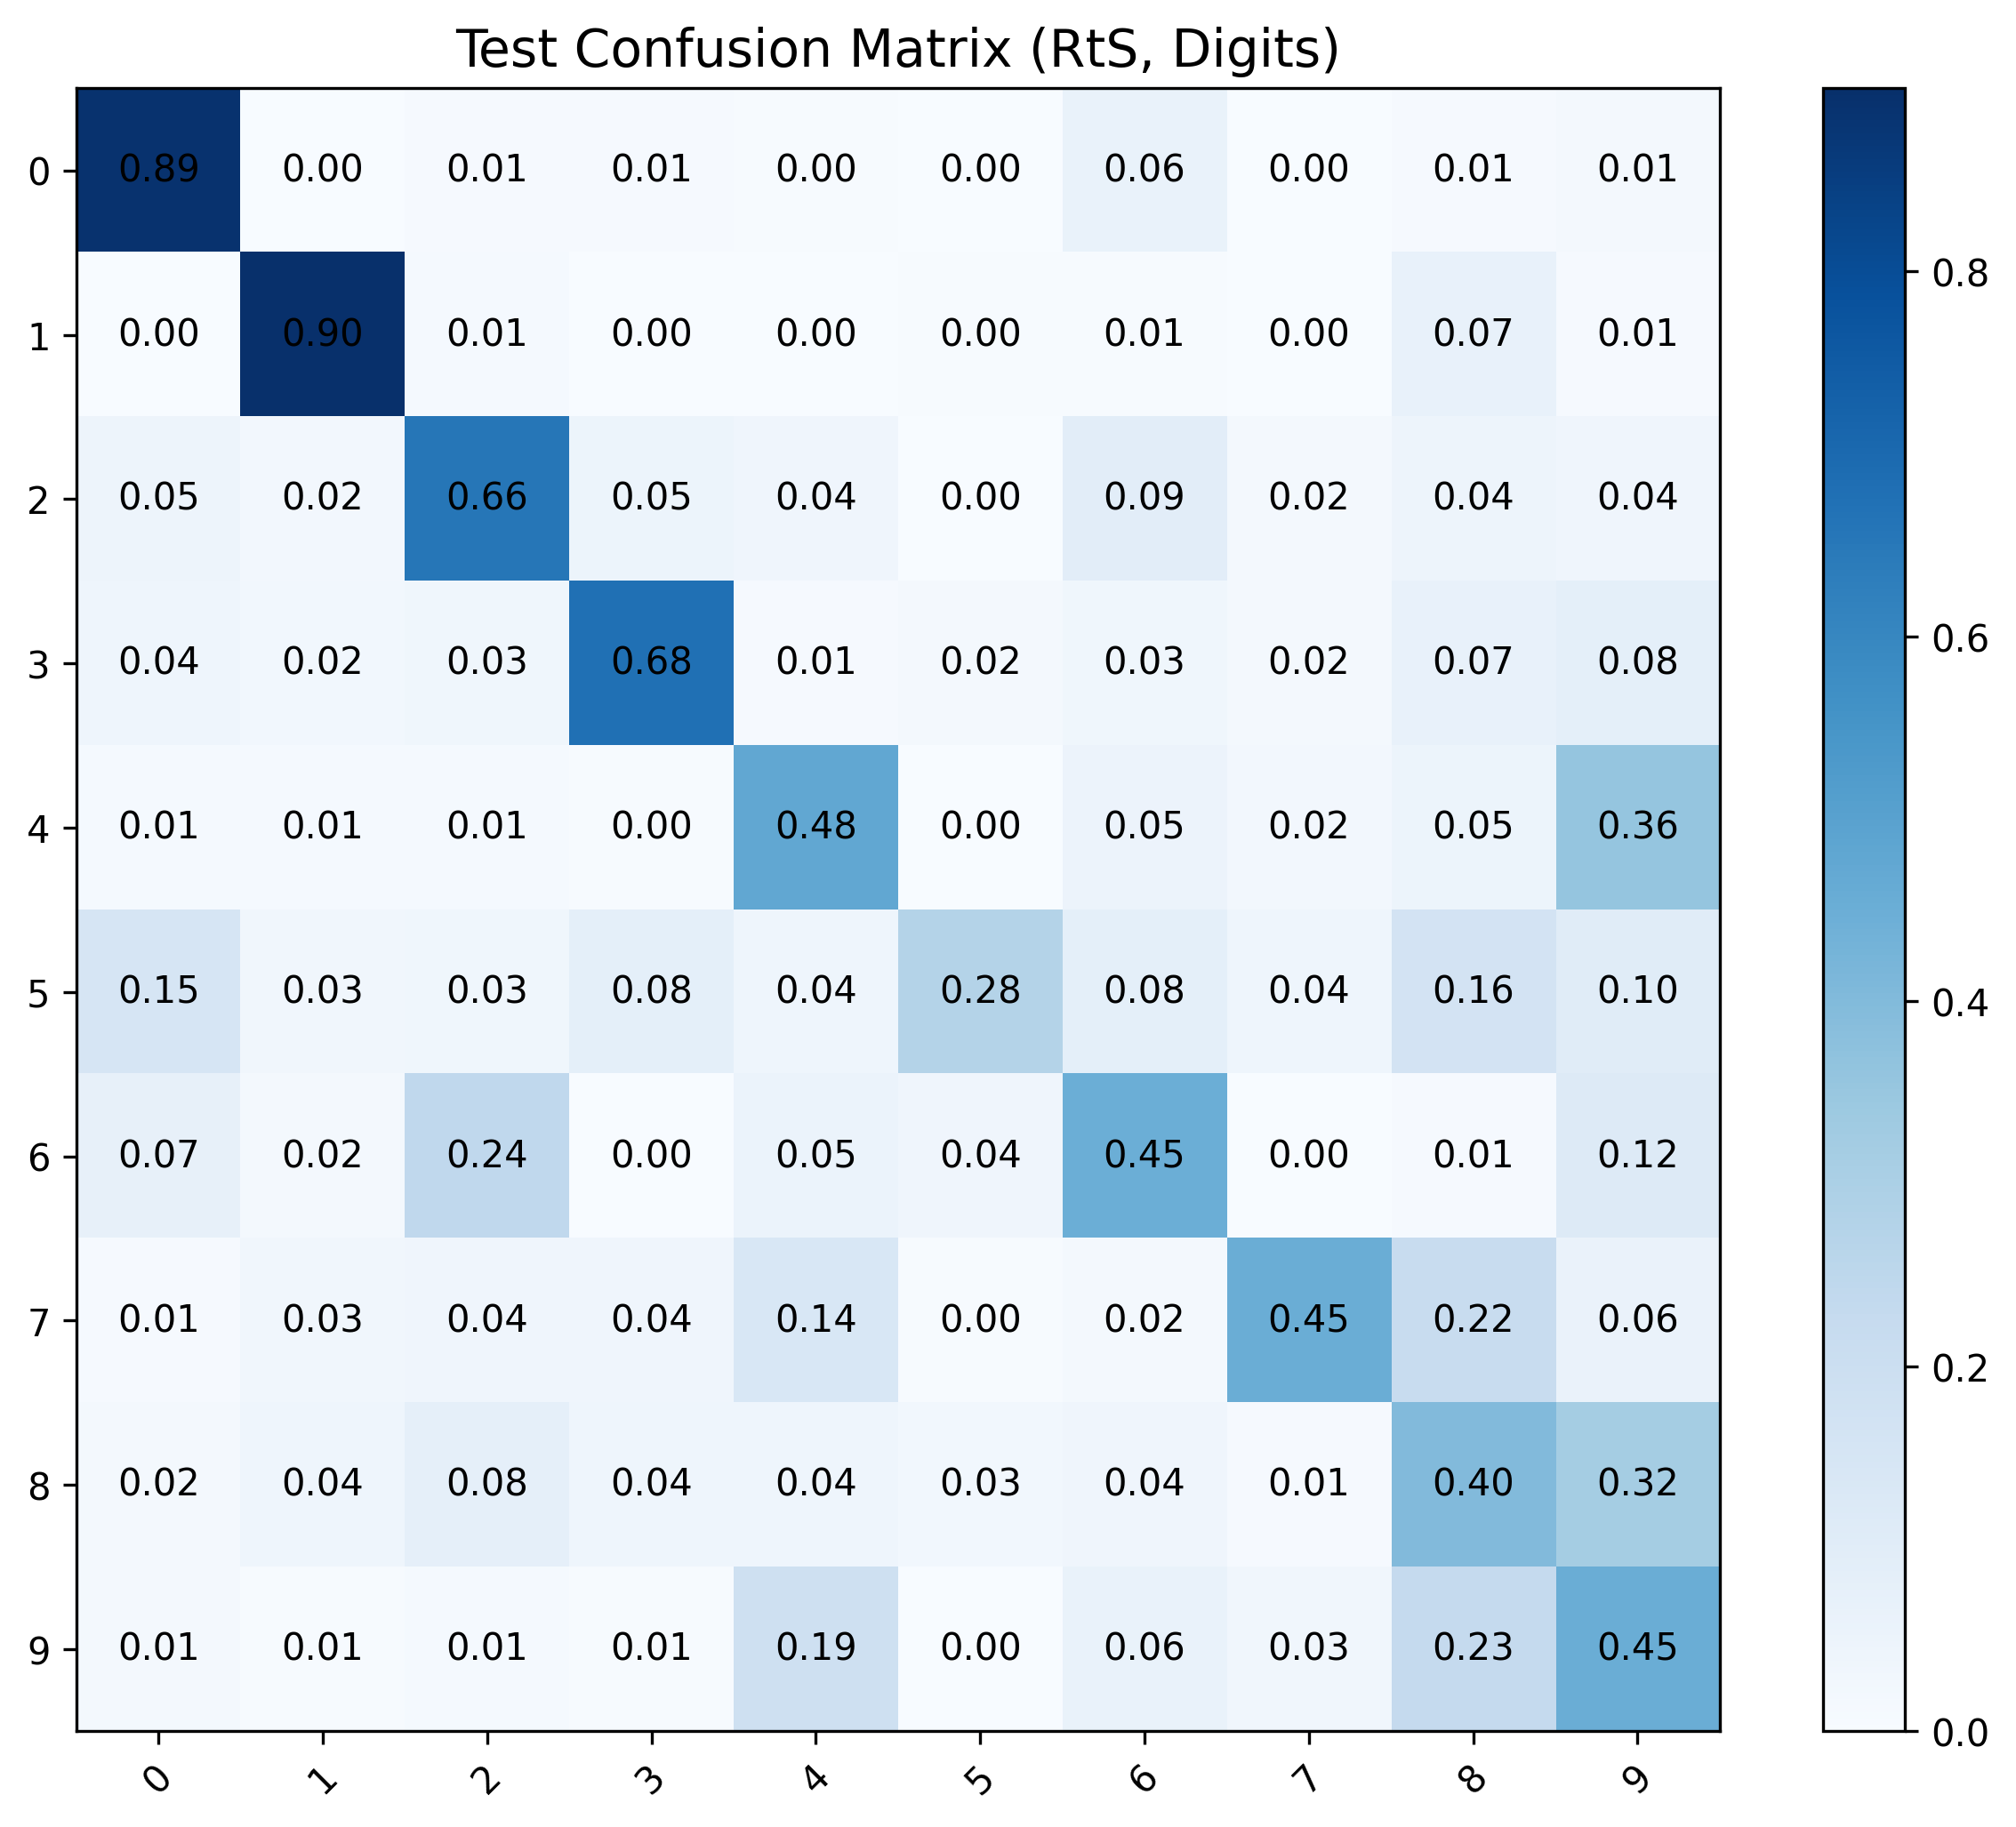 Test Confusion Matrix (RtS, Digits)
0 0.89 0.00 0.01 0.01 0.00 0.00 0.06 0.00 0.01 0.01
1 0.00 0.90 0.01 0.00 0.00 0.00 0.01 0.00 0.07 0.01
2 0.05 0.02 0.66 0.05 0.04 0.00 0.09 0.02 0.04 0.04
3 0.04 0.02 0.03 0.68 0.01 0.02 0.03 0.02 0.07 0.08
4 0.01 0.01 0.01 0.00 0.48 0.00 0.05 0.02 0.05 0.36
5 0.15 0.03 0.03 0.08 0.04 0.28 0.08 0.04 0.16 0.10
6 0.07 0.02 0.24 0.00 0.05 0.04 0.45 0.00 0.01 0.12
7 0.01 0.03 0.04 0.04 0.14 0.00 0.02 0.45 0.22 0.06
8 0.02 0.04 0.08 0.04 0.04 0.03 0.04 0.01 0.40 0.32
9 0.01 0.01 0.01 0.01 0.19 0.00 0.06 0.03 0.23 0.45
0 1 2 3 4 5 6 7 8 9
0.8
0.6
0.4
0.2
0.0